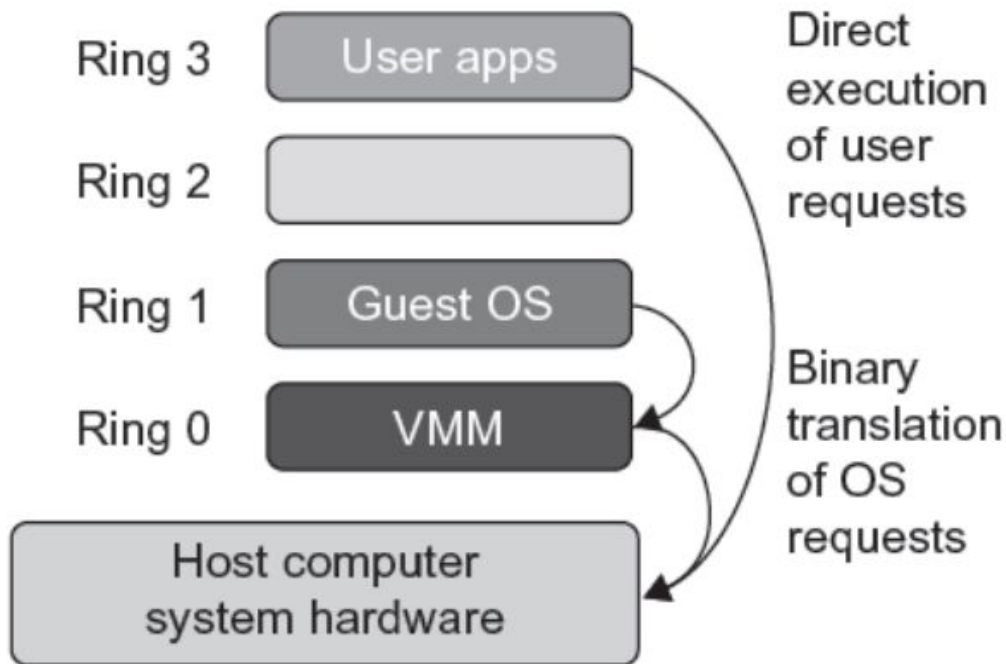 Ring 3
User apps
Direct
execution
of user
requests
Ring 2
Ring 1
Guest OS
Ring 0
VMM
Binary
translation
of OS
requests
Host computer
system hardware